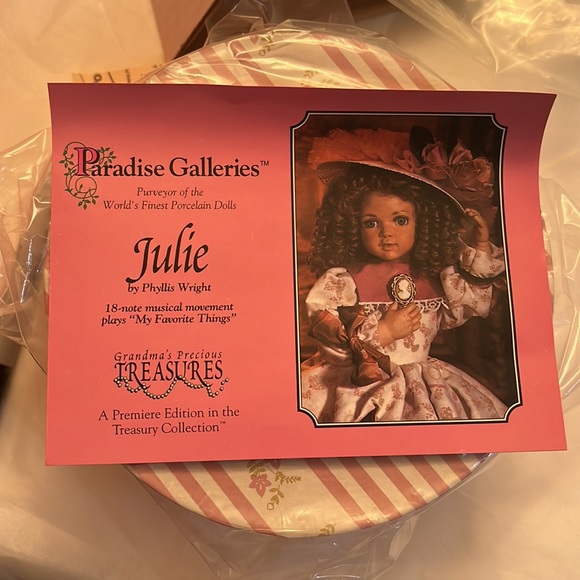 Paradise Galleries™
Purveyor of the
World's Finest Porcelain Dolls
Julie
by Phyllis Wright
18-note musical movement
plays "My Favorite Things"
Grandma's Precious
TREASURES
A Premiere Edition in the
Treasury Collection™